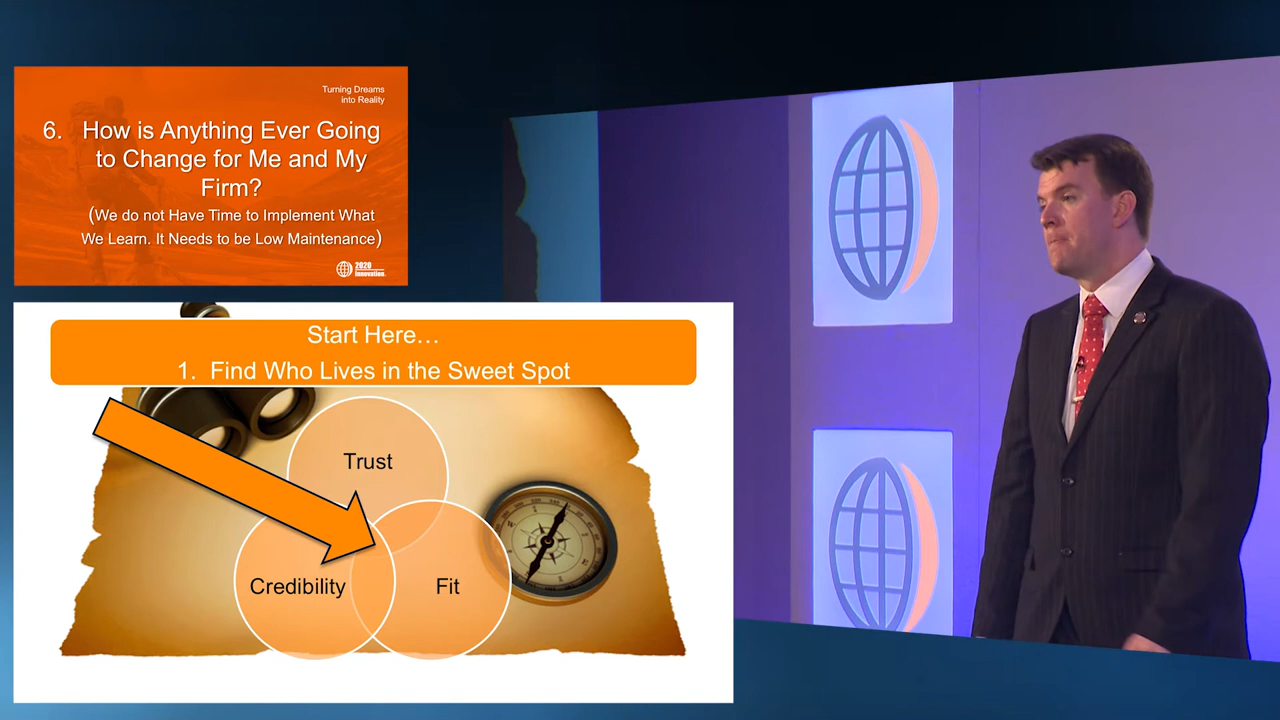 Turning Dreams
into Reality
6. How is Anything Ever Going
to Change for Me and My
Firm?
(We do not Have Time to Implement What
We Learn. It Needs to be Low Maintenance)
2020
Innovation
Start Here…
1. Find Who Lives in the Sweet Spot
Trust
Credibility
Fit